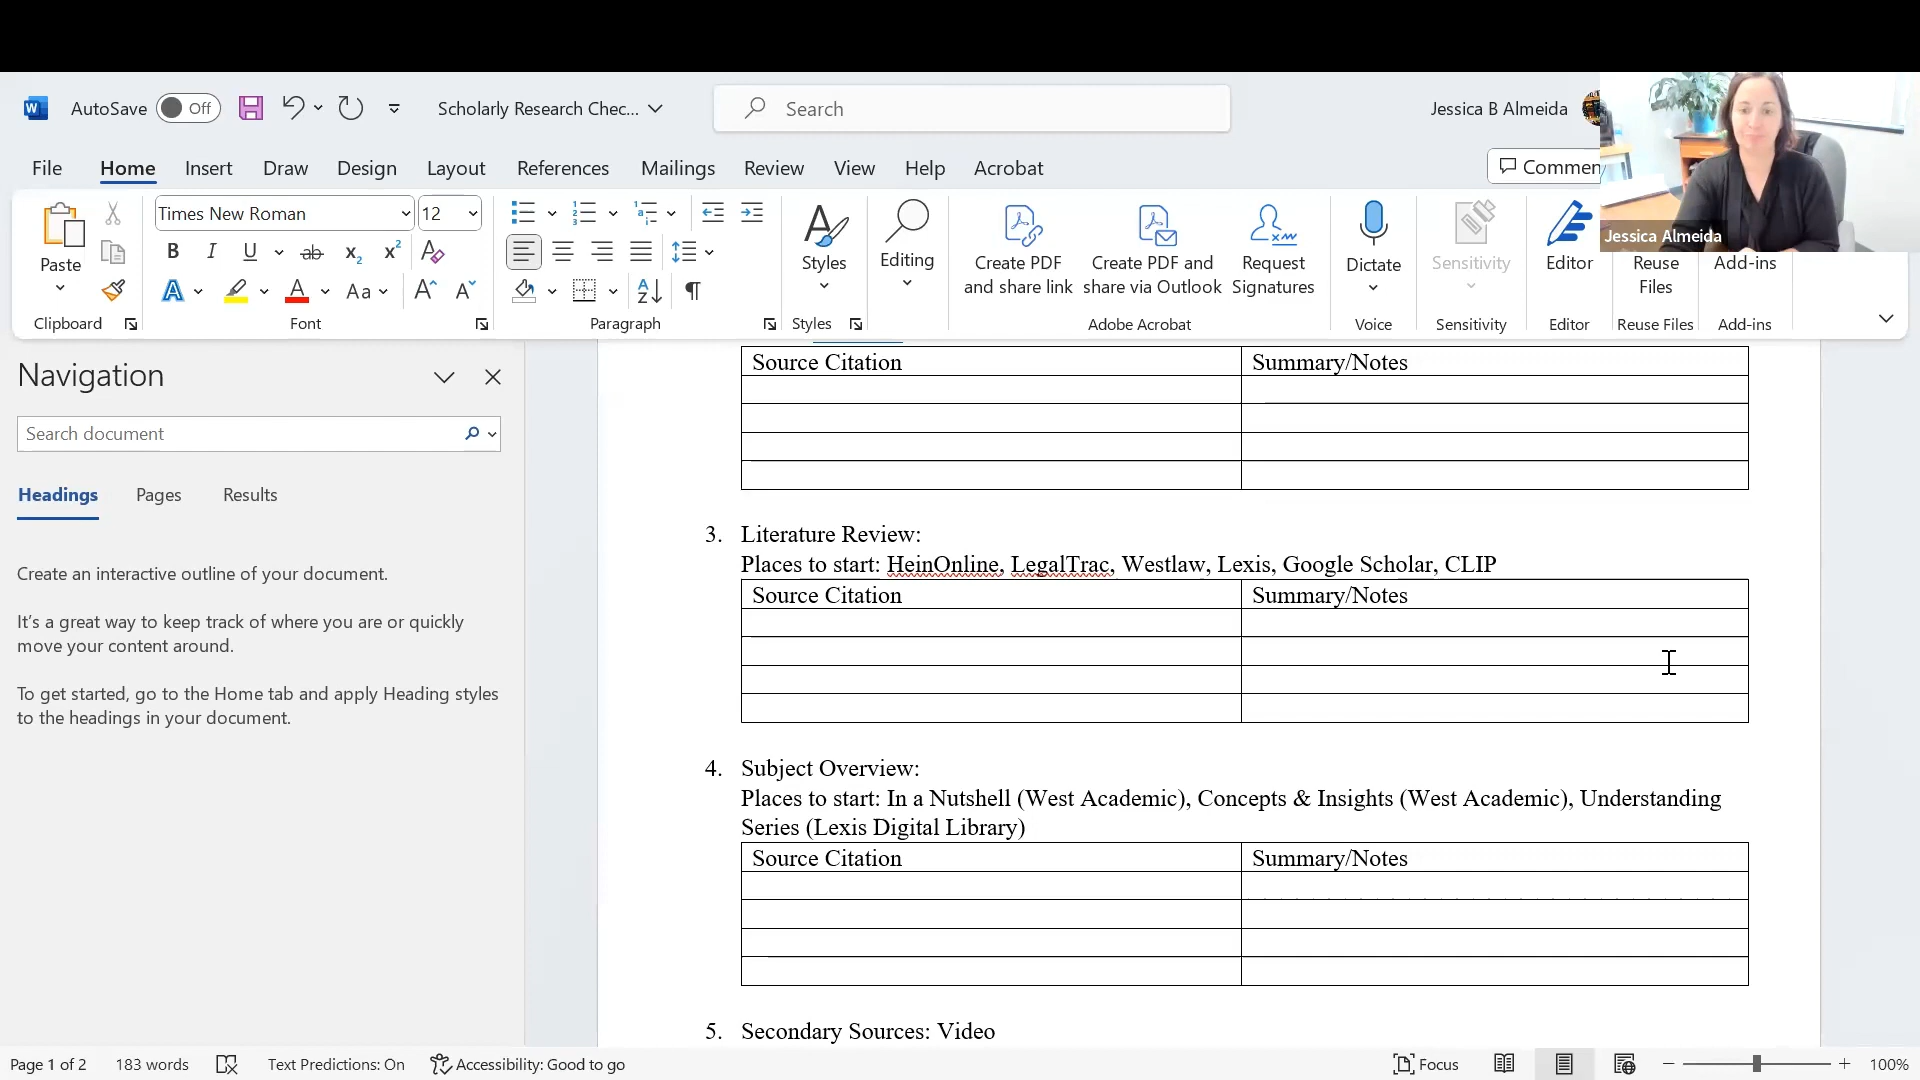 AutoSave Off Scholarly Research Chec... Search Jessica B Almeida
File Home Insert Draw Design Layout References Mailings Review View Help Acrobat Commen
Jessica Almeida
Paste
Clipboard
Times New Roman 12
Font
Paragraph
Styles
Styles
Editing
Create PDF
and share link
Create PDF and
share via Outlook
Request
Signatures
Adobe Acrobat
Dictate
Voice
Sensitivity
Sensitivity
Editor
Editor
Reuse
Files
Reuse Files
Add-ins
Add-ins
Navigation
Search document
Headings Pages Results
Create an interactive outline of your document.
It's a great way to keep track of where you are or quickly
move your content around.
To get started, go to the Home tab and apply Heading styles
to the headings in your document.
Source Citation Summary/Notes
3. Literature Review:
Places to start: HeinOnline, LegalTrac, Westlaw, Lexis, Google Scholar, CLIP
Source Citation Summary/Notes
4. Subject Overview:
Places to start: In a Nutshell (West Academic), Concepts & Insights (West Academic), Understanding
Series (Lexis Digital Library)
Source Citation Summary/Notes
5. Secondary Sources: Video
Page 1 of 2 183 words Text Predictions: On Accessibility: Good to go Focus 100%